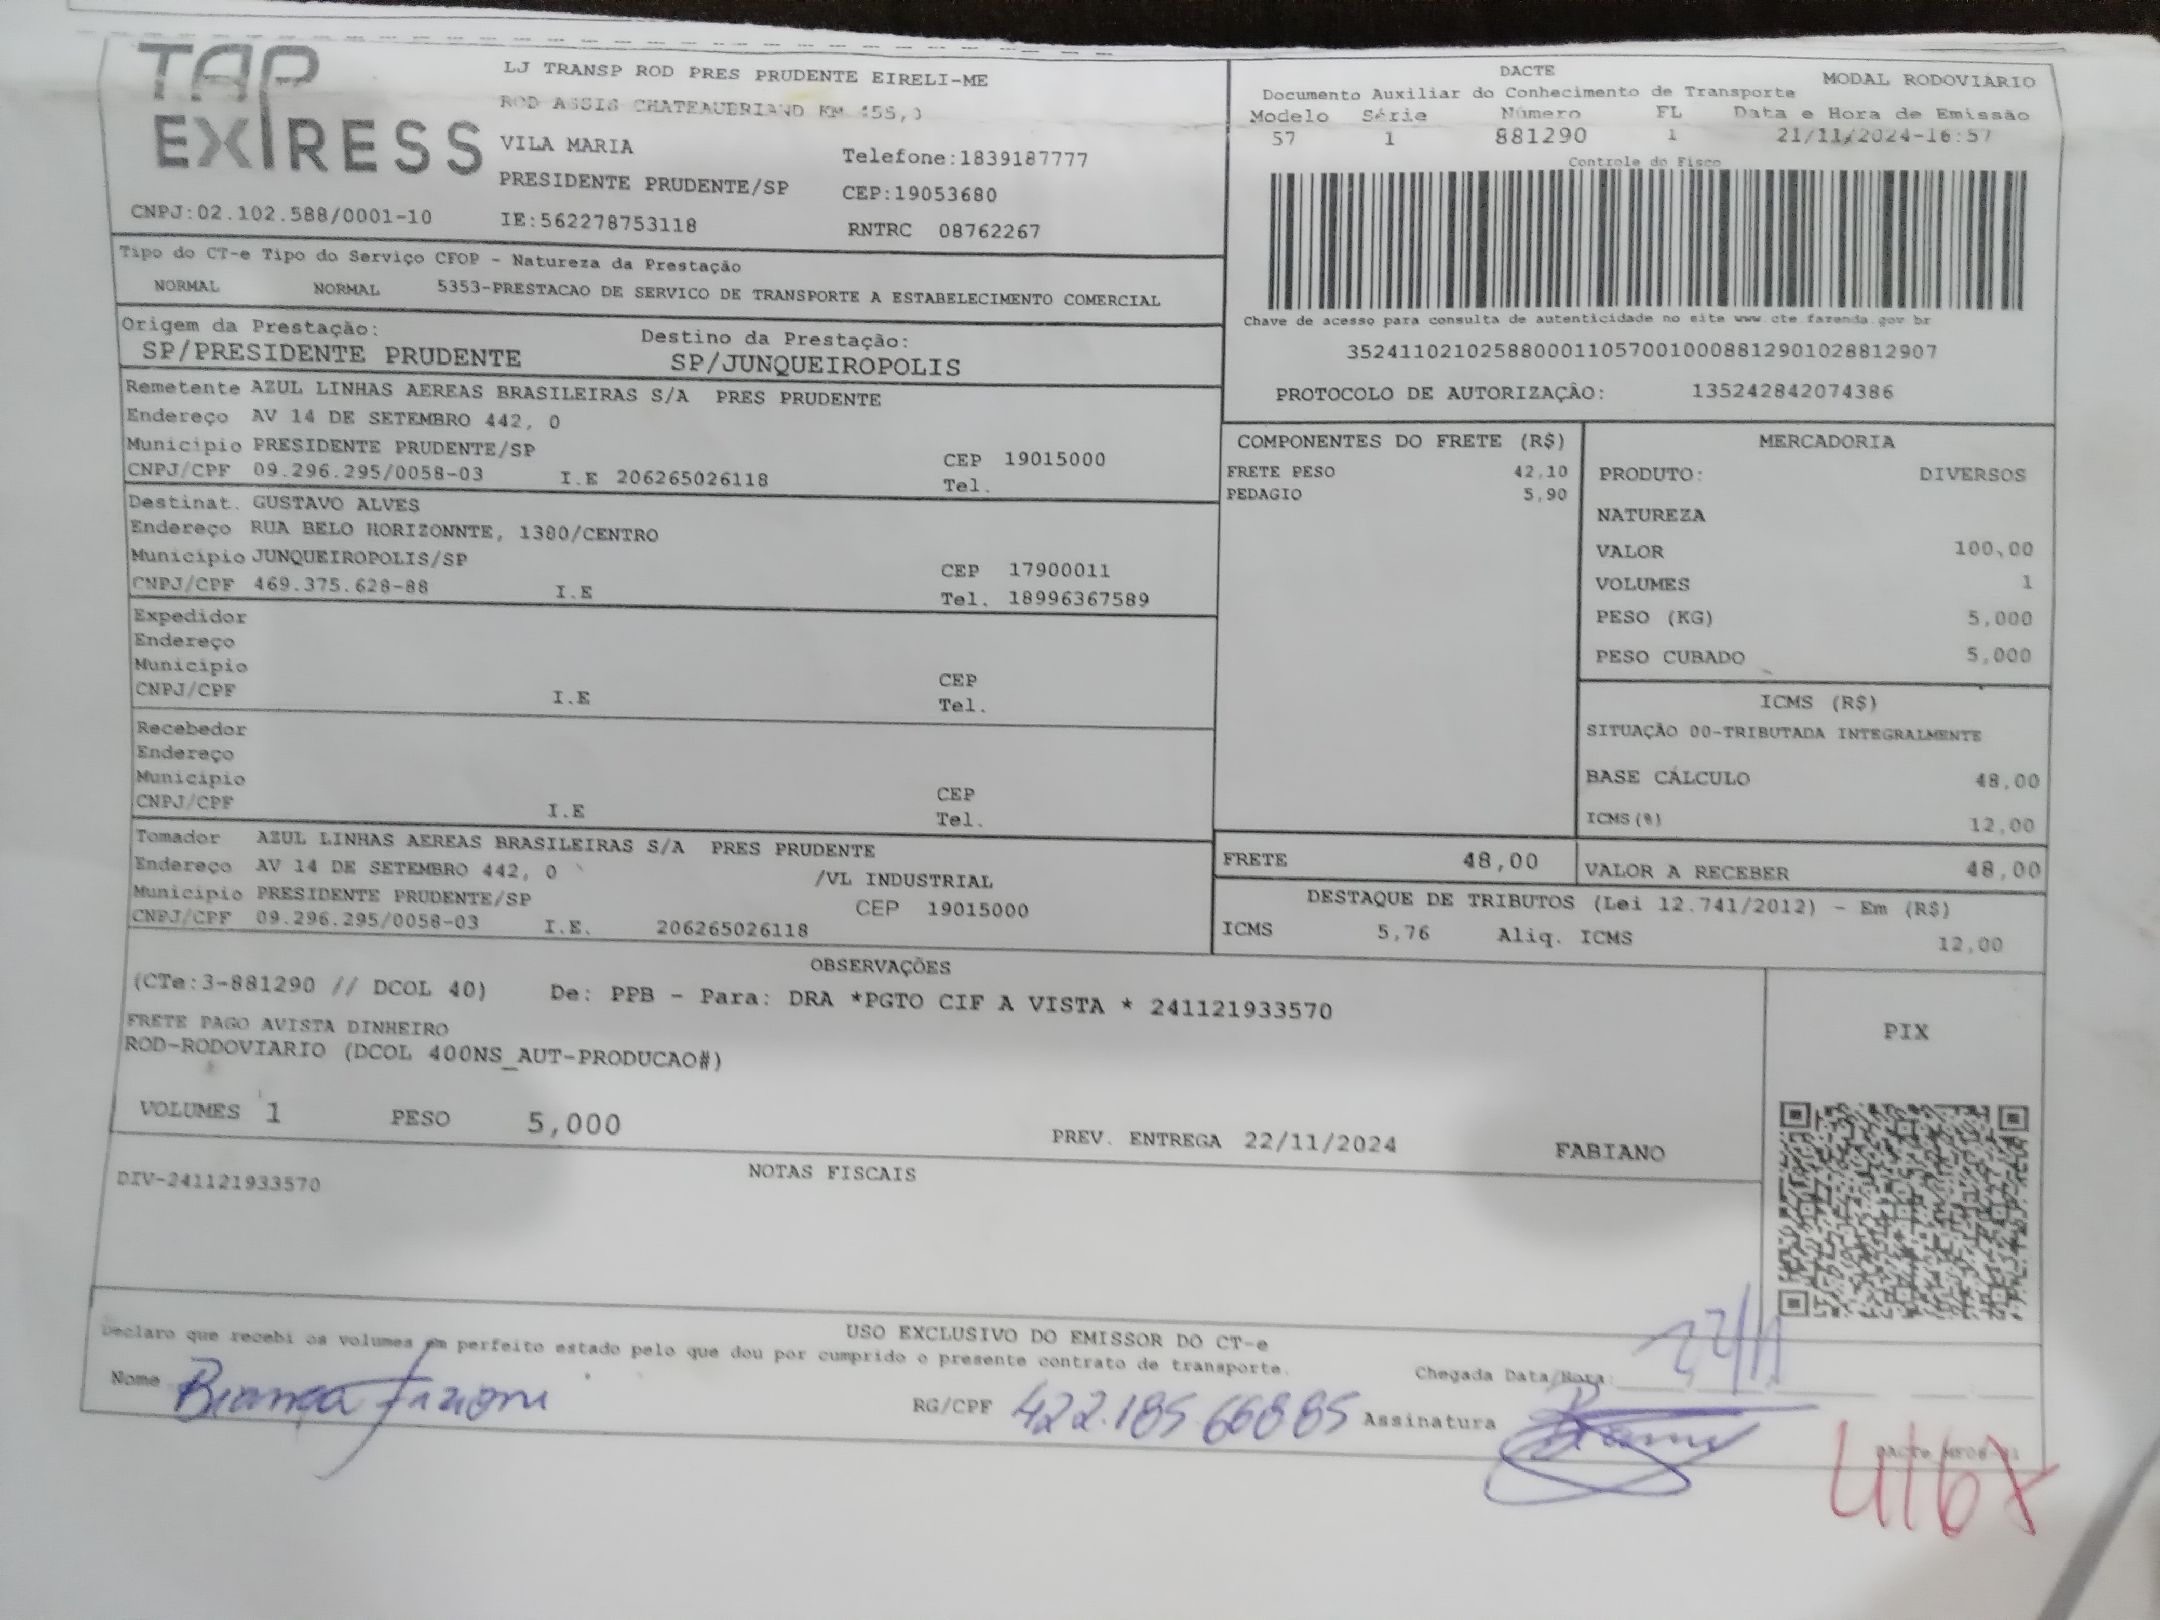 TAP EXPRESS
LJ TRANSP ROD PRES PRUDENTE EIRELI-ME
ROD ASSIS CHATEAUBRIAND KM 455,0
VILA MARIA
Telefone:1839187777
PRESIDENTE PRUDENTE/SP
CEP:19053680
CNPJ:02.102.588/0001-10
IE:562278753118
RNTRC 08762267
DACTE
MODAL RODOVIÁRIO
Documento Auxiliar do Conhecimento de Transporte
Modelo Série Número FL Data e Hora de Emissão
57 1 881290 1 21/11/2024-16:57
Controle do Fisco
Chave de acesso para consulta de autenticidade no site www.cte.fazenda.gov.br
35241102102588000110570010008812901028812907
PROTOCOLO DE AUTORIZAÇÃO: 135242842074386
Tipo do CT-e Tipo do Serviço CFOP - Natureza da Prestação
NORMAL NORMAL 5353-PRESTACAO DE SERVICO DE TRANSPORTE A ESTABELECIMENTO COMERCIAL
Origem da Prestação: Destino da Prestação:
SP/PRESIDENTE PRUDENTE SP/JUNQUEIROPOLIS
Remetente AZUL LINHAS AEREAS BRASILEIRAS S/A PRES PRUDENTE
Endereço AV 14 DE SETEMBRO 442, 0
Município PRESIDENTE PRUDENTE/SP CEP 19015000
CNPJ/CPF 09.296.295/0058-03 I.E 206265026118 Tel.
Destinat. GUSTAVO ALVES
Endereço RUA BELO HORIZONNTE, 1380/CENTRO
Município JUNQUEIROPOLIS/SP CEP 17900011
CNPJ/CPF 469.375.628-88 I.E Tel. 18996367589
Expedidor
Endereço
Município CEP
CNPJ/CPF I.E Tel.
Recebedor
Endereço
Município CEP
CNPJ/CPF I.E Tel.
Tomador AZUL LINHAS AEREAS BRASILEIRAS S/A PRES PRUDENTE
Endereço AV 14 DE SETEMBRO 442, 0 /VL INDUSTRIAL
Município PRESIDENTE PRUDENTE/SP CEP 19015000
CNPJ/CPF 09.296.295/0058-03 I.E. 206265026118
COMPONENTES DO FRETE (R$)
FRETE PESO 42,10
PEDAGIO 5,90
MERCADORIA
PRODUTO: DIVERSOS
NATUREZA
VALOR 100,00
VOLUMES 1
PESO (KG) 5,000
PESO CUBADO 5,000
ICMS (R$)
SITUAÇÃO 00-TRIBUTADA INTEGRALMENTE
BASE CÁLCULO 48,00
ICMS(%) 12,00
FRETE 48,00
VALOR A RECEBER 48,00
DESTAQUE DE TRIBUTOS (Lei 12.741/2012) - Em (R$)
ICMS 5,76 Aliq. ICMS 12,00
OBSERVAÇÕES
(CTe:3-881290 // DCOL 40) De: PPB - Para: DRA *PGTO CIF A VISTA * 241121933570
FRETE PAGO AVISTA DINHEIRO
ROD-RODOVIARIO (DCOL 400NS_AUT-PRODUCAO#)
VOLUMES 1 PESO 5,000 PREV. ENTREGA 22/11/2024 FABIANO
PIX
NOTAS FISCAIS
DIV-241121933570
USO EXCLUSIVO DO EMISSOR DO CT-e
Declaro que recebi os volumes em perfeito estado pelo que dou por cumprido o presente contrato de transporte.
Chegada Data/Hora: 22/11
Nome Bianca RG/CPF Assinatura